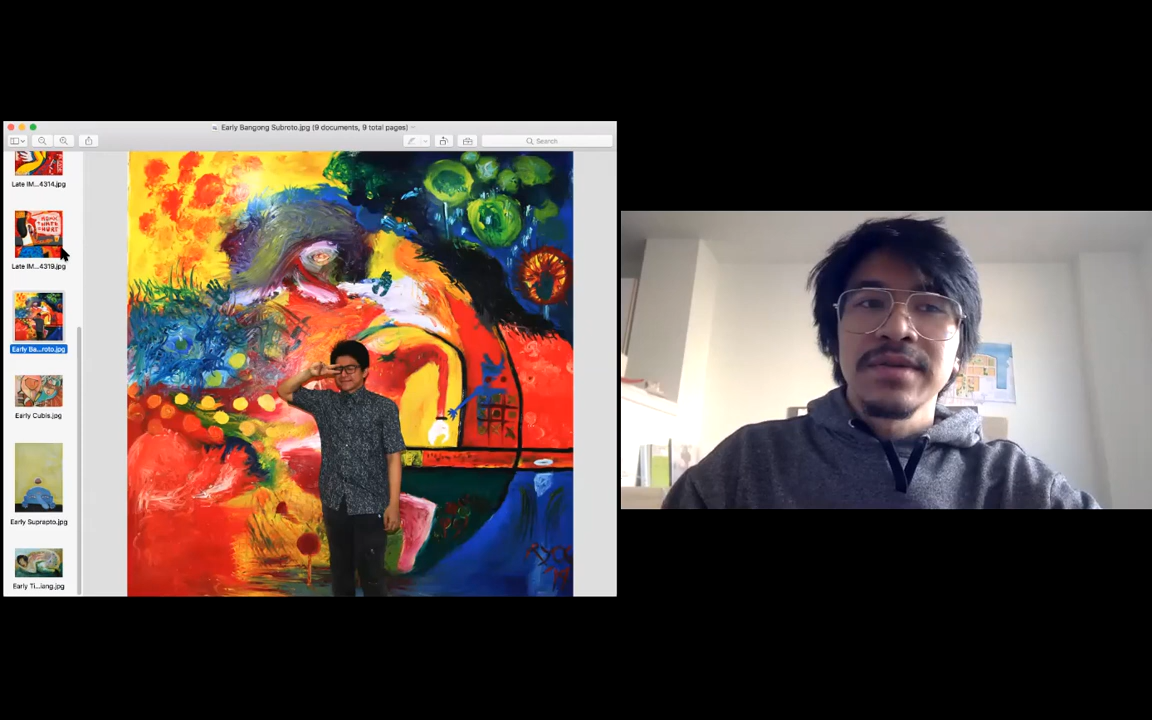 Early Bangong Subroto.jpg (9 documents, 9 total pages)
Search
Late IM...4314.jpg
Late IM...4319.jpg
Early Ba...roto.jpg
Early Cubis.jpg
Early Suprapto.jpg
Early Ti...iang.jpg